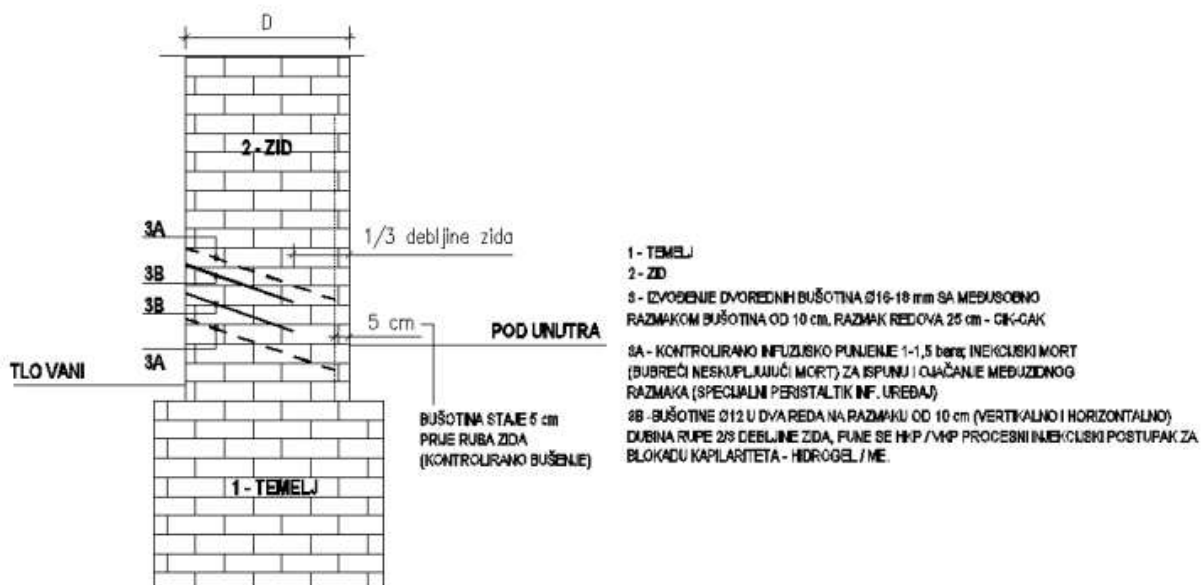 D
2 - ZID
3A
1/3 debljine zida
3B
3B
5 cm
POD UNUTRA
3A
TLO VANI
BUŠOTINA STAJE 5 cm
PRIJE RUBA ZIDA
(KONTROLIRANO BUŠENJE)
1 - TEMELJ
1 - TEMELJ
2 - ZID
3 - IZVOĐENJE DVOREDNIH BUŠOTINA Ø16-18 mm SA MEĐUSOBNO
RAZMAKOM BUŠOTINA OD 10 cm, RAZMAK REDOVA 25 cm - CIK-CAK
3A - KONTROLIRANO INFUZIJSKO PUNJENJE 1-1,5 bara; INEKCIJSKI MORT
(BUBREĆI NESKUPLJAJUĆI MORT) ZA ISPUNU I OJAČANJE MEĐUZIDNOG
RAZMAKA (SPECIJALNI PERISTALTIK INF. UREĐAJ)
3B - BUŠOTINE Ø12 U DVA REDA NA RAZMAKU OD 10 cm (VERTIKALNO I HORIZONTALNO)
DUBINA RUPE 2/3 DEBLJINE ZIDA, PUNE SE HKP / VKP PROCESNI INJEKCIJSKI POSTUPAK ZA
BLOKADU KAPILARITETA - HIDROGEL / ME.